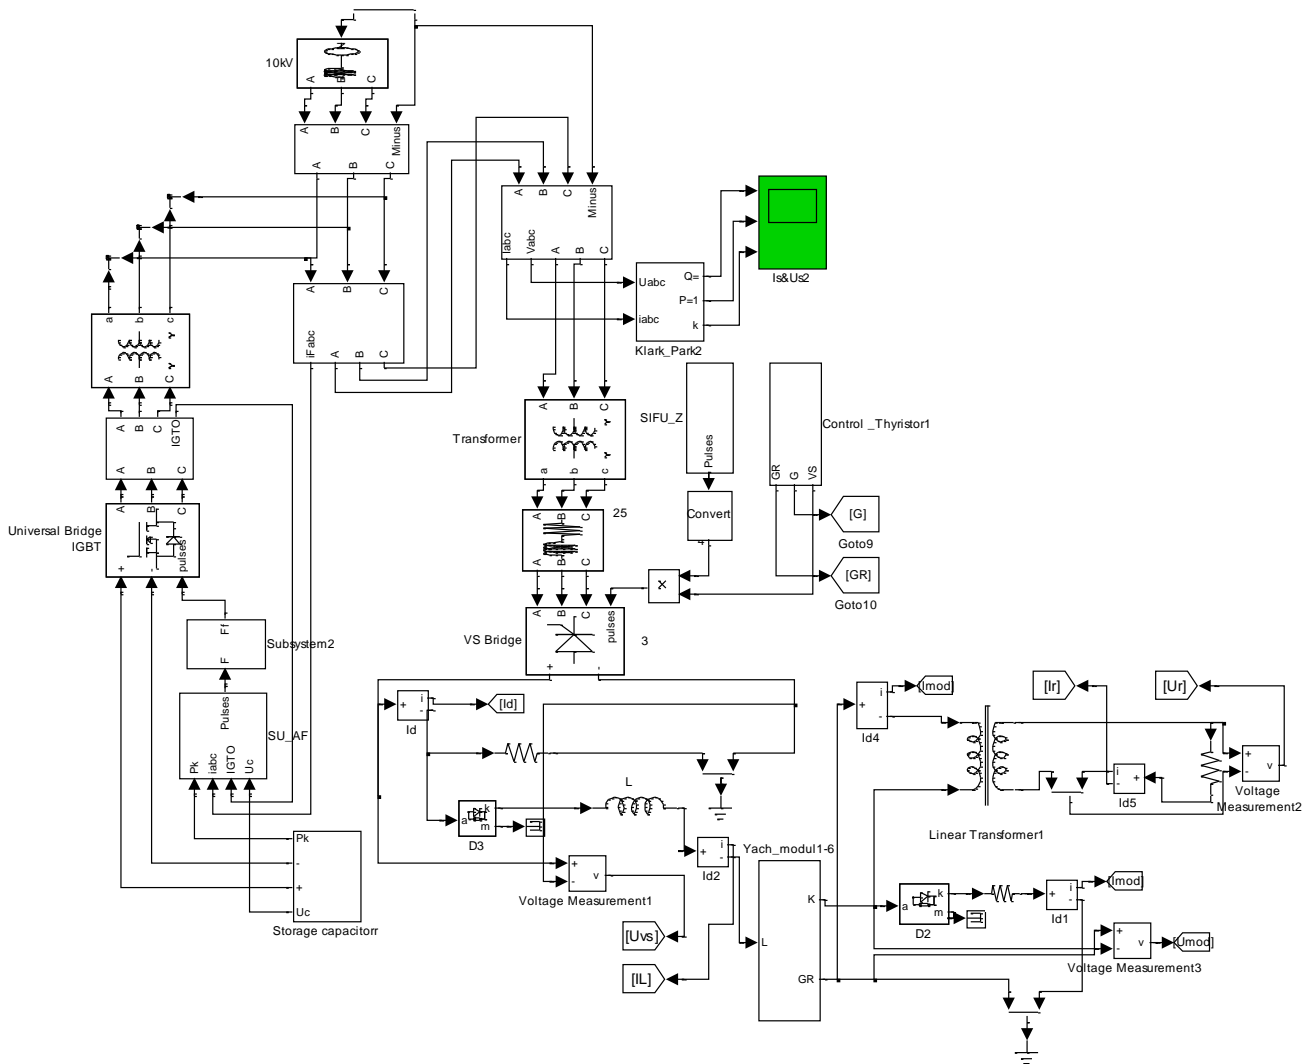 N
10kV
A B C
A B C Minus
A B C
A B C Minus
Iabc Vabc A B C
Is&Us2
Uabc Q=
P=1
iabc k
Klark_Park2
A B C
iFabc A B C
a b c
A B C
A B C IGTO
A B C
Universal Bridge
IGBT
A B C
+ - pulses
Ff
F
Subsystem2
Pulses
SU_AF
Pk iabc IGTO Uc
Pk
-
+
Uc
Storage capacitorr
Transformer
A B C
a b c
25
A B C
A B C
SIFU_Z
Pulses
Convert
Control _Thyristor1
GR G VS
[G]
Goto9
[GR]
Goto10
x
A B C pulses
VS Bridge
3
+ -
+ i -
Id
[Id]
L
a k m
D3
+ i -
Id2
+ - v
Voltage Measurement1
[Uvs]
[IL]
Yach_modul1-6
K
L
GR
+ i -
Id4
[Imod]
[Ir]
[Ur]
i - +
Id5
+ - v
Voltage
Measurement2
Linear Transformer1
a k m
D2
+ i -
Id1
[Imod]
+ - v
[Umod]
Voltage Measurement3